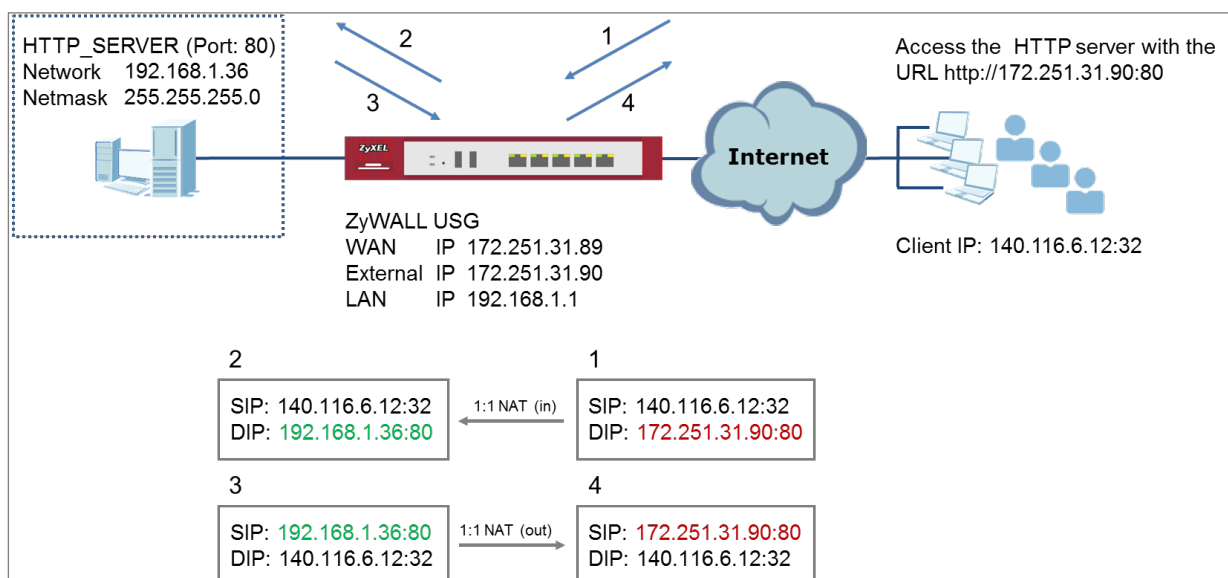 HTTP_SERVER (Port: 80)
Network 192.168.1.36
Netmask 255.255.255.0
2
1
3
4
Access the HTTP server with the
URL http://172.251.31.90:80
ZyXEL
Internet
ZyWALL USG
WAN IP 172.251.31.89
External IP 172.251.31.90
LAN IP 192.168.1.1
Client IP: 140.116.6.12:32
2
SIP: 140.116.6.12:32
DIP: 192.168.1.36:80
1:1 NAT (in)
1
SIP: 140.116.6.12:32
DIP: 172.251.31.90:80
3
SIP: 192.168.1.36:80
DIP: 140.116.6.12:32
1:1 NAT (out)
4
SIP: 172.251.31.90:80
DIP: 140.116.6.12:32